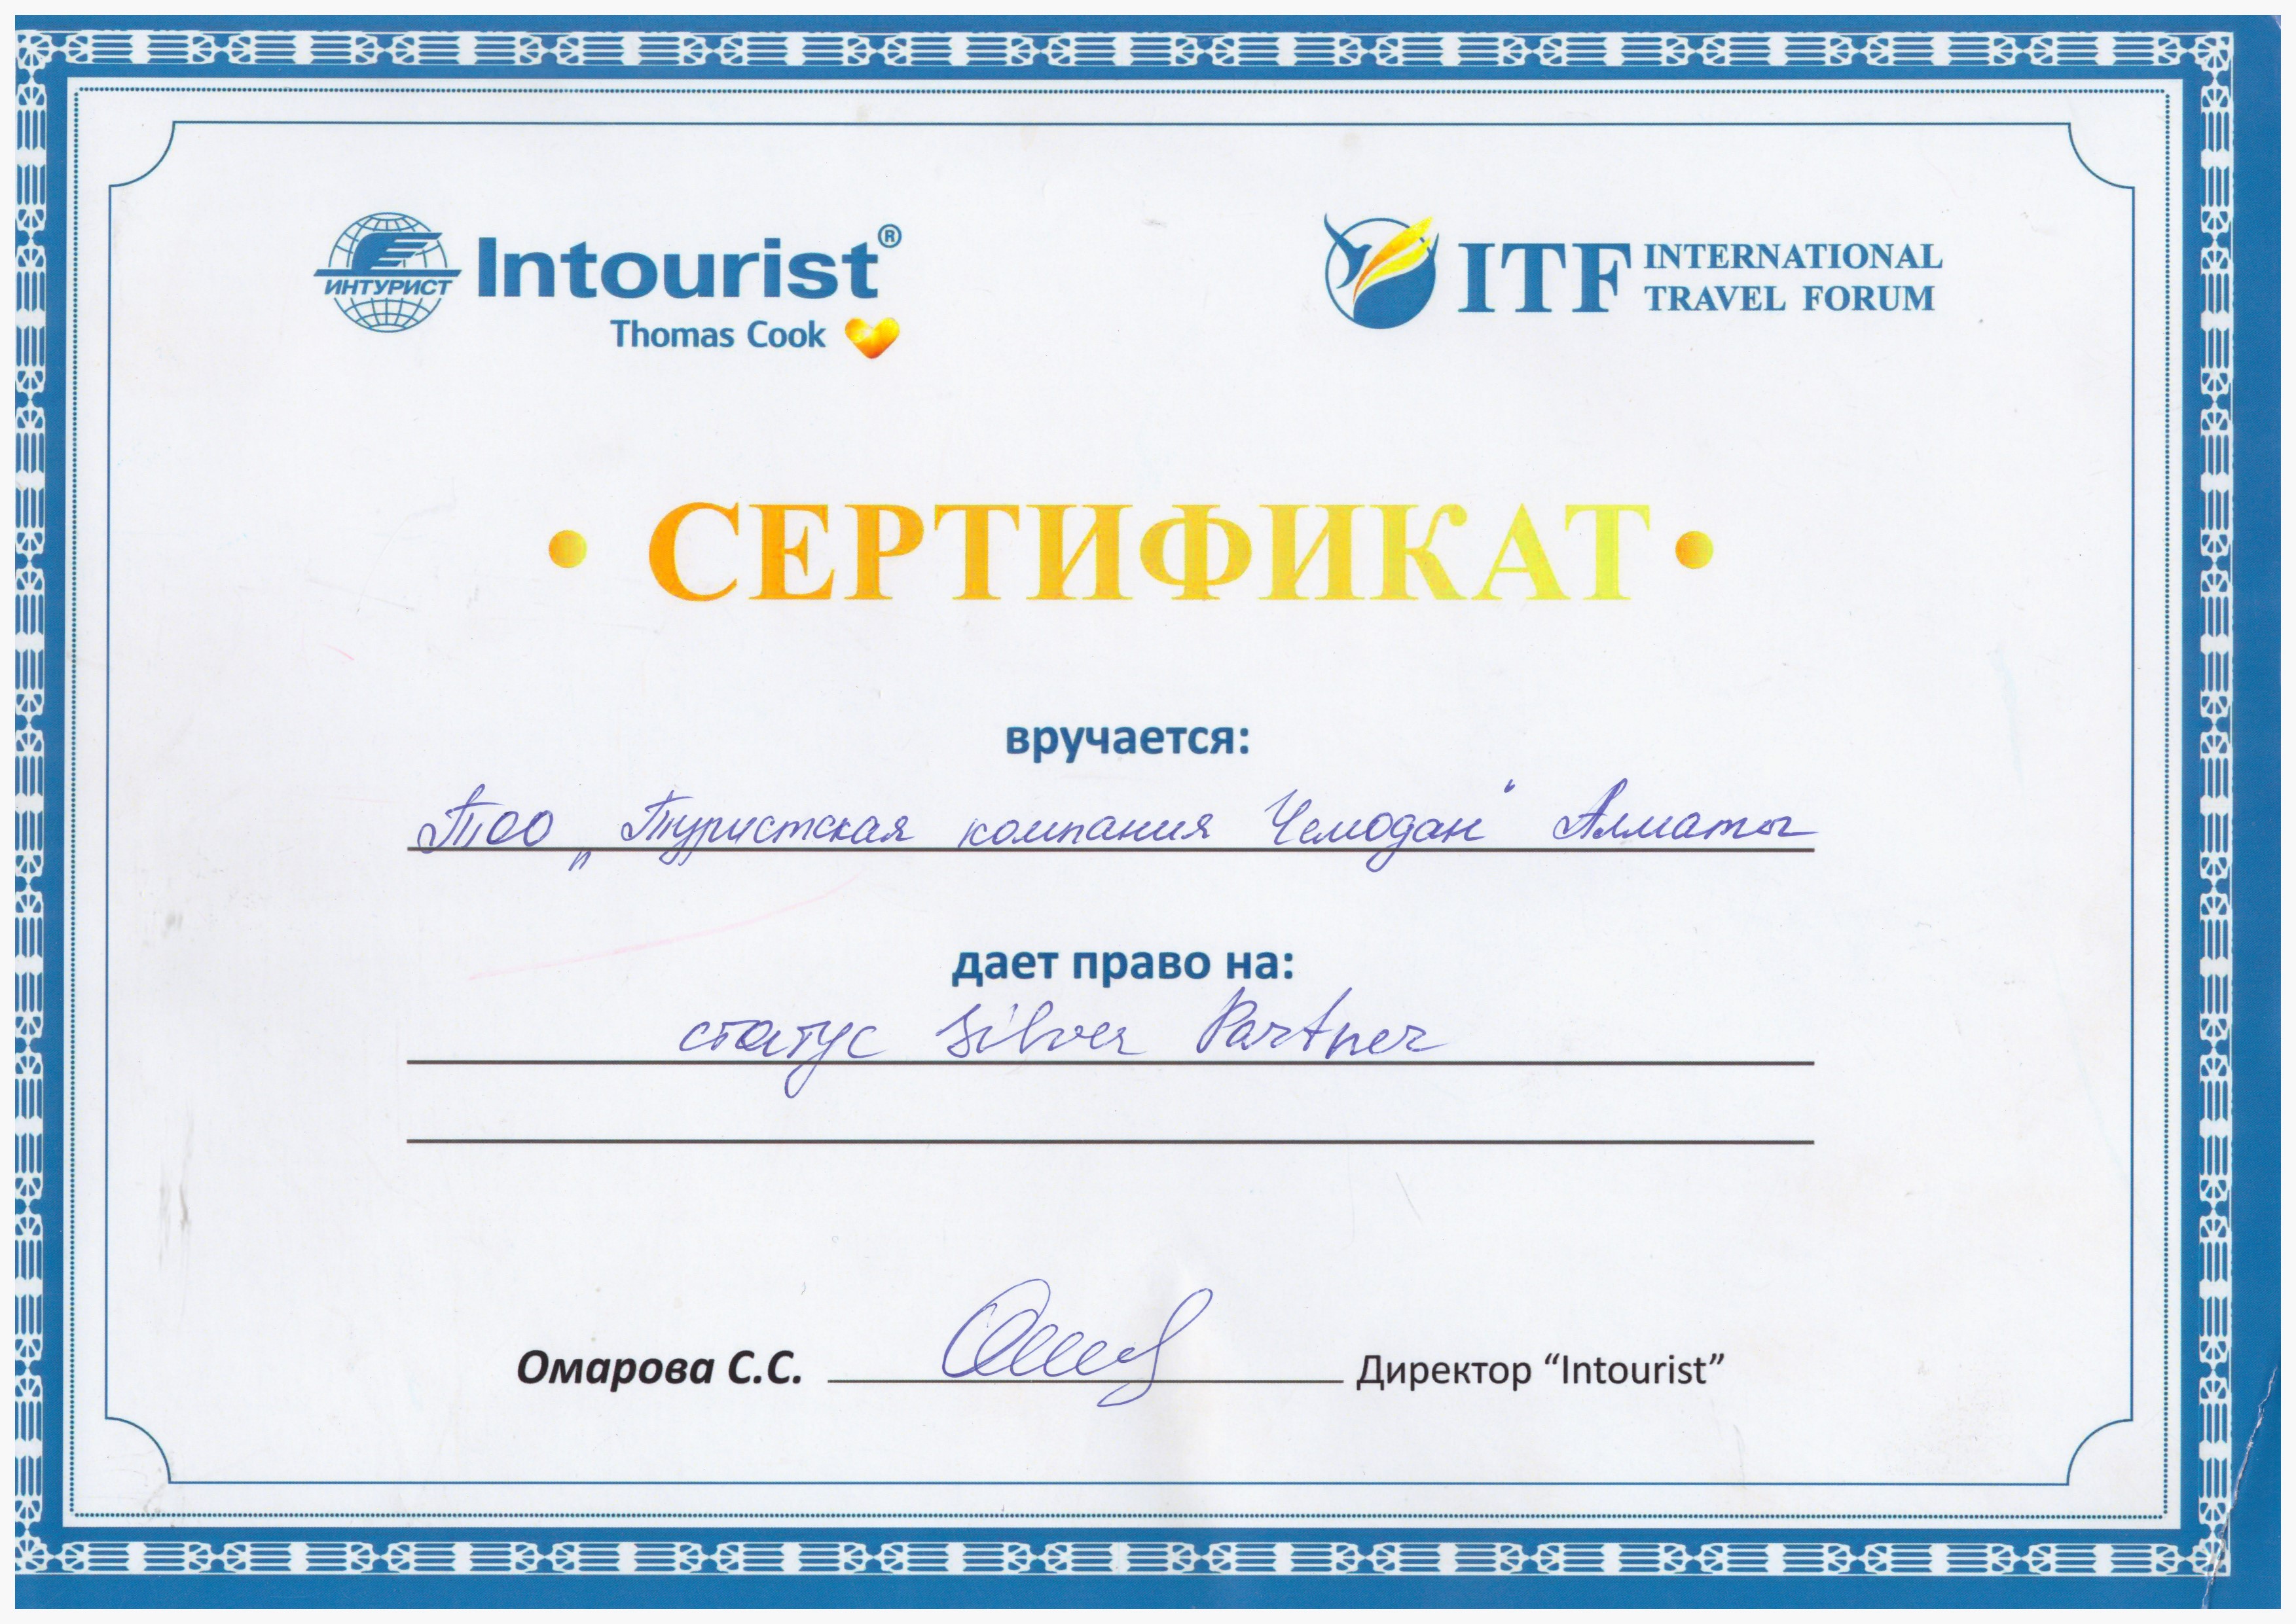 ИНТУРИСТ Intourist®
Thomas Cook
ITF INTERNATIONAL
TRAVEL FORUM
• СЕРТИФИКАТ •
вручается:
ТОО „Туристская компания Чемодан" Алматы
дает право на:
статус Silver Partner
Омарова С.С. Директор “Intourist”